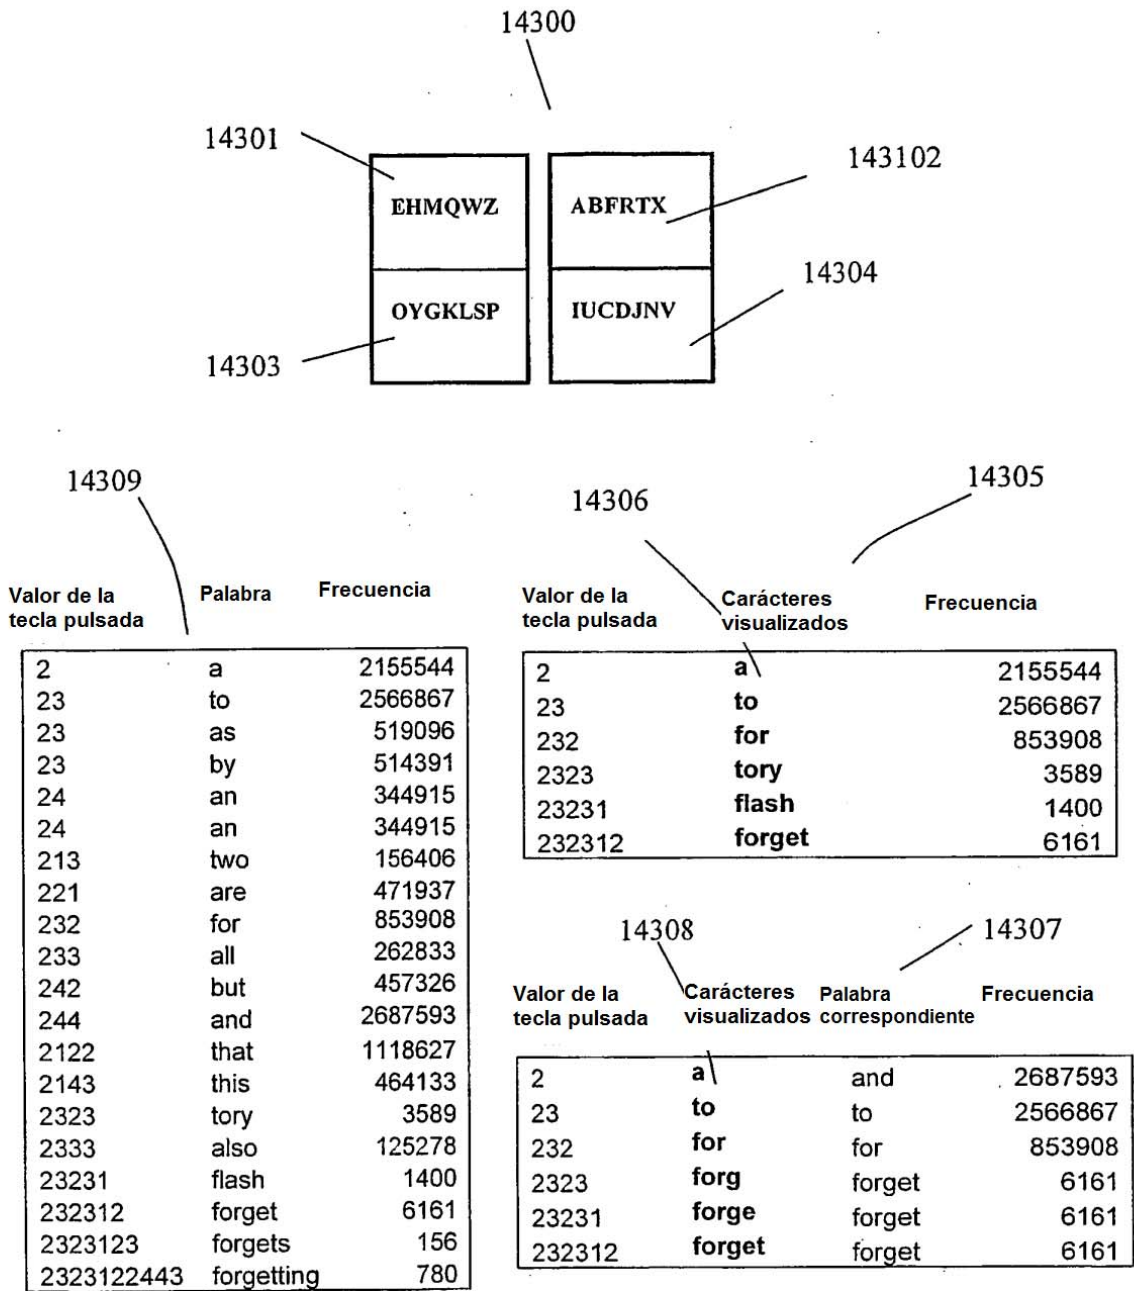 14300
14301
143102
EHMQWZ ABFRTX
14304
OYGKLSP IUCDJNV
14303
14309
14305
14306
Valor de la tecla pulsada Palabra Frecuencia
2 a 2155544
23 to 2566867
23 as 519096
23 by 514391
24 an 344915
24 an 344915
213 two 156406
221 are 471937
232 for 853908
233 all 262833
242 but 457326
244 and 2687593
2122 that 1118627
2143 this 464133
2323 tory 3589
2333 also 125278
23231 flash 1400
232312 forget 6161
2323123 forgets 156
2323122443 forgetting 780
Valor de la tecla pulsada Carácteres visualizados Frecuencia
2 a 2155544
23 to 2566867
232 for 853908
2323 tory 3589
23231 flash 1400
232312 forget 6161
14308
14307
Valor de la tecla pulsada Carácteres visualizados Palabra correspondiente Frecuencia
2 a and 2687593
23 to to 2566867
232 for for 853908
2323 forg forget 6161
23231 forge forget 6161
232312 forget forget 6161